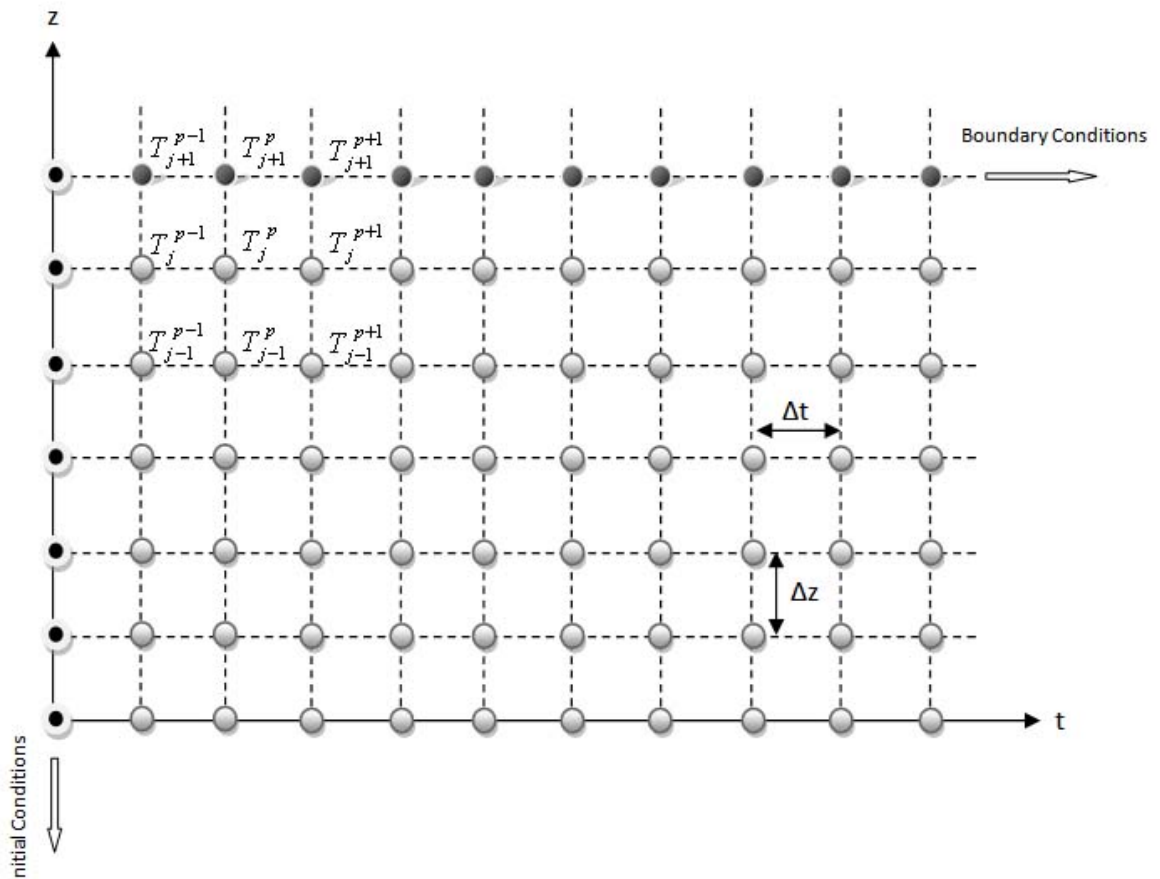 z
T_{j+1}^{p-1} T_{j+1}^{p} T_{j+1}^{p+1}
Boundary Conditions
T_{j}^{p-1} T_{j}^{p} T_{j}^{p+1}
T_{j-1}^{p-1} T_{j-1}^{p} T_{j-1}^{p+1}
Δt
Δz
t
nitial Conditions